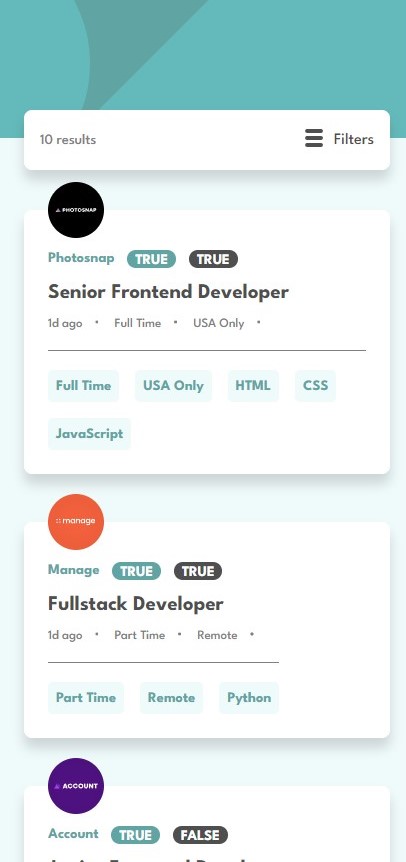 10 results
Filters
PHOTOSNAP
Photosnap TRUE TRUE
Senior Frontend Developer
1d ago • Full Time • USA Only •
Full Time USA Only HTML CSS
JavaScript
:: manage
Manage TRUE TRUE
Fullstack Developer
1d ago • Part Time • Remote •
Part Time Remote Python
ACCOUNT
Account TRUE FALSE